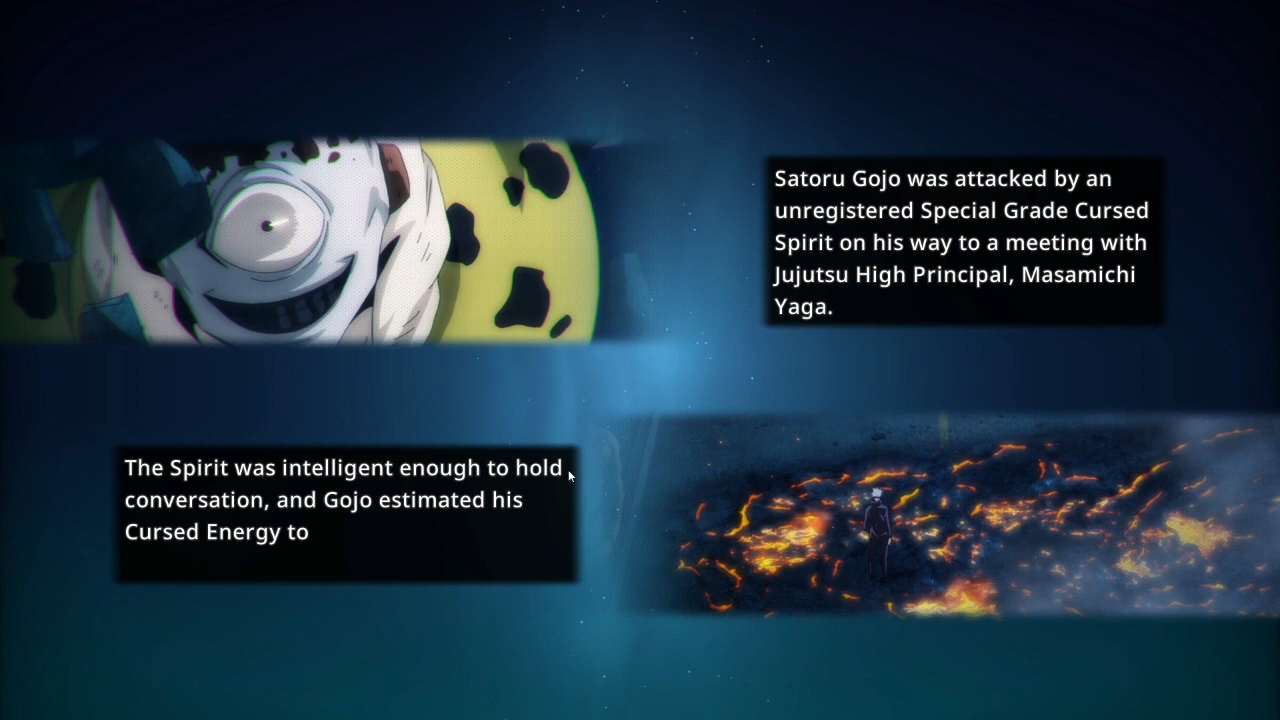 Satoru Gojo was attacked by an
unregistered Special Grade Cursed
Spirit on his way to a meeting with
Jujutsu High Principal, Masamichi
Yaga.
The Spirit was intelligent enough to hold
conversation, and Gojo estimated his
Cursed Energy to